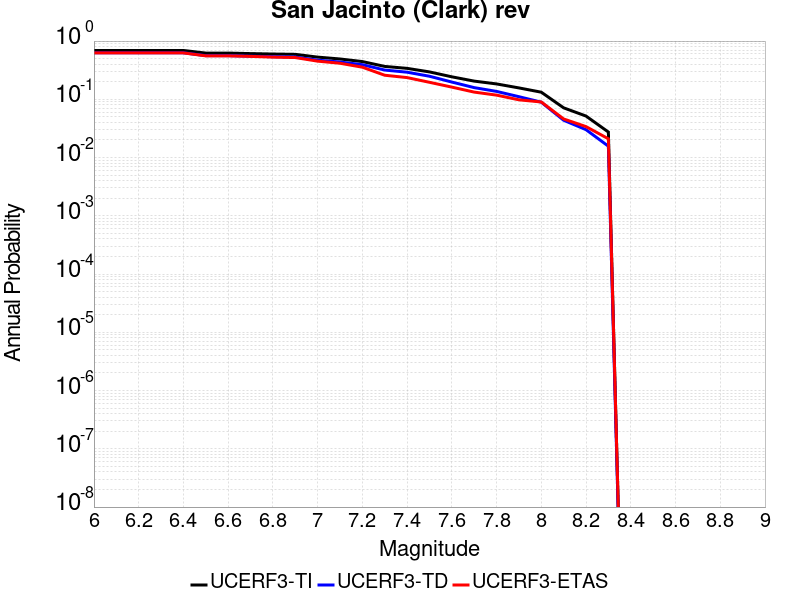 San Jacinto (Clark) rev
10^0
10^-1
10^-2
10^-3
10^-4
10^-5
10^-6
10^-7
10^-8
Annual Probability
6 6.2 6.4 6.6 6.8 7 7.2 7.4 7.6 7.8 8 8.2 8.4 8.6 8.8 9
Magnitude
UCERF3-TI UCERF3-TD UCERF3-ETAS